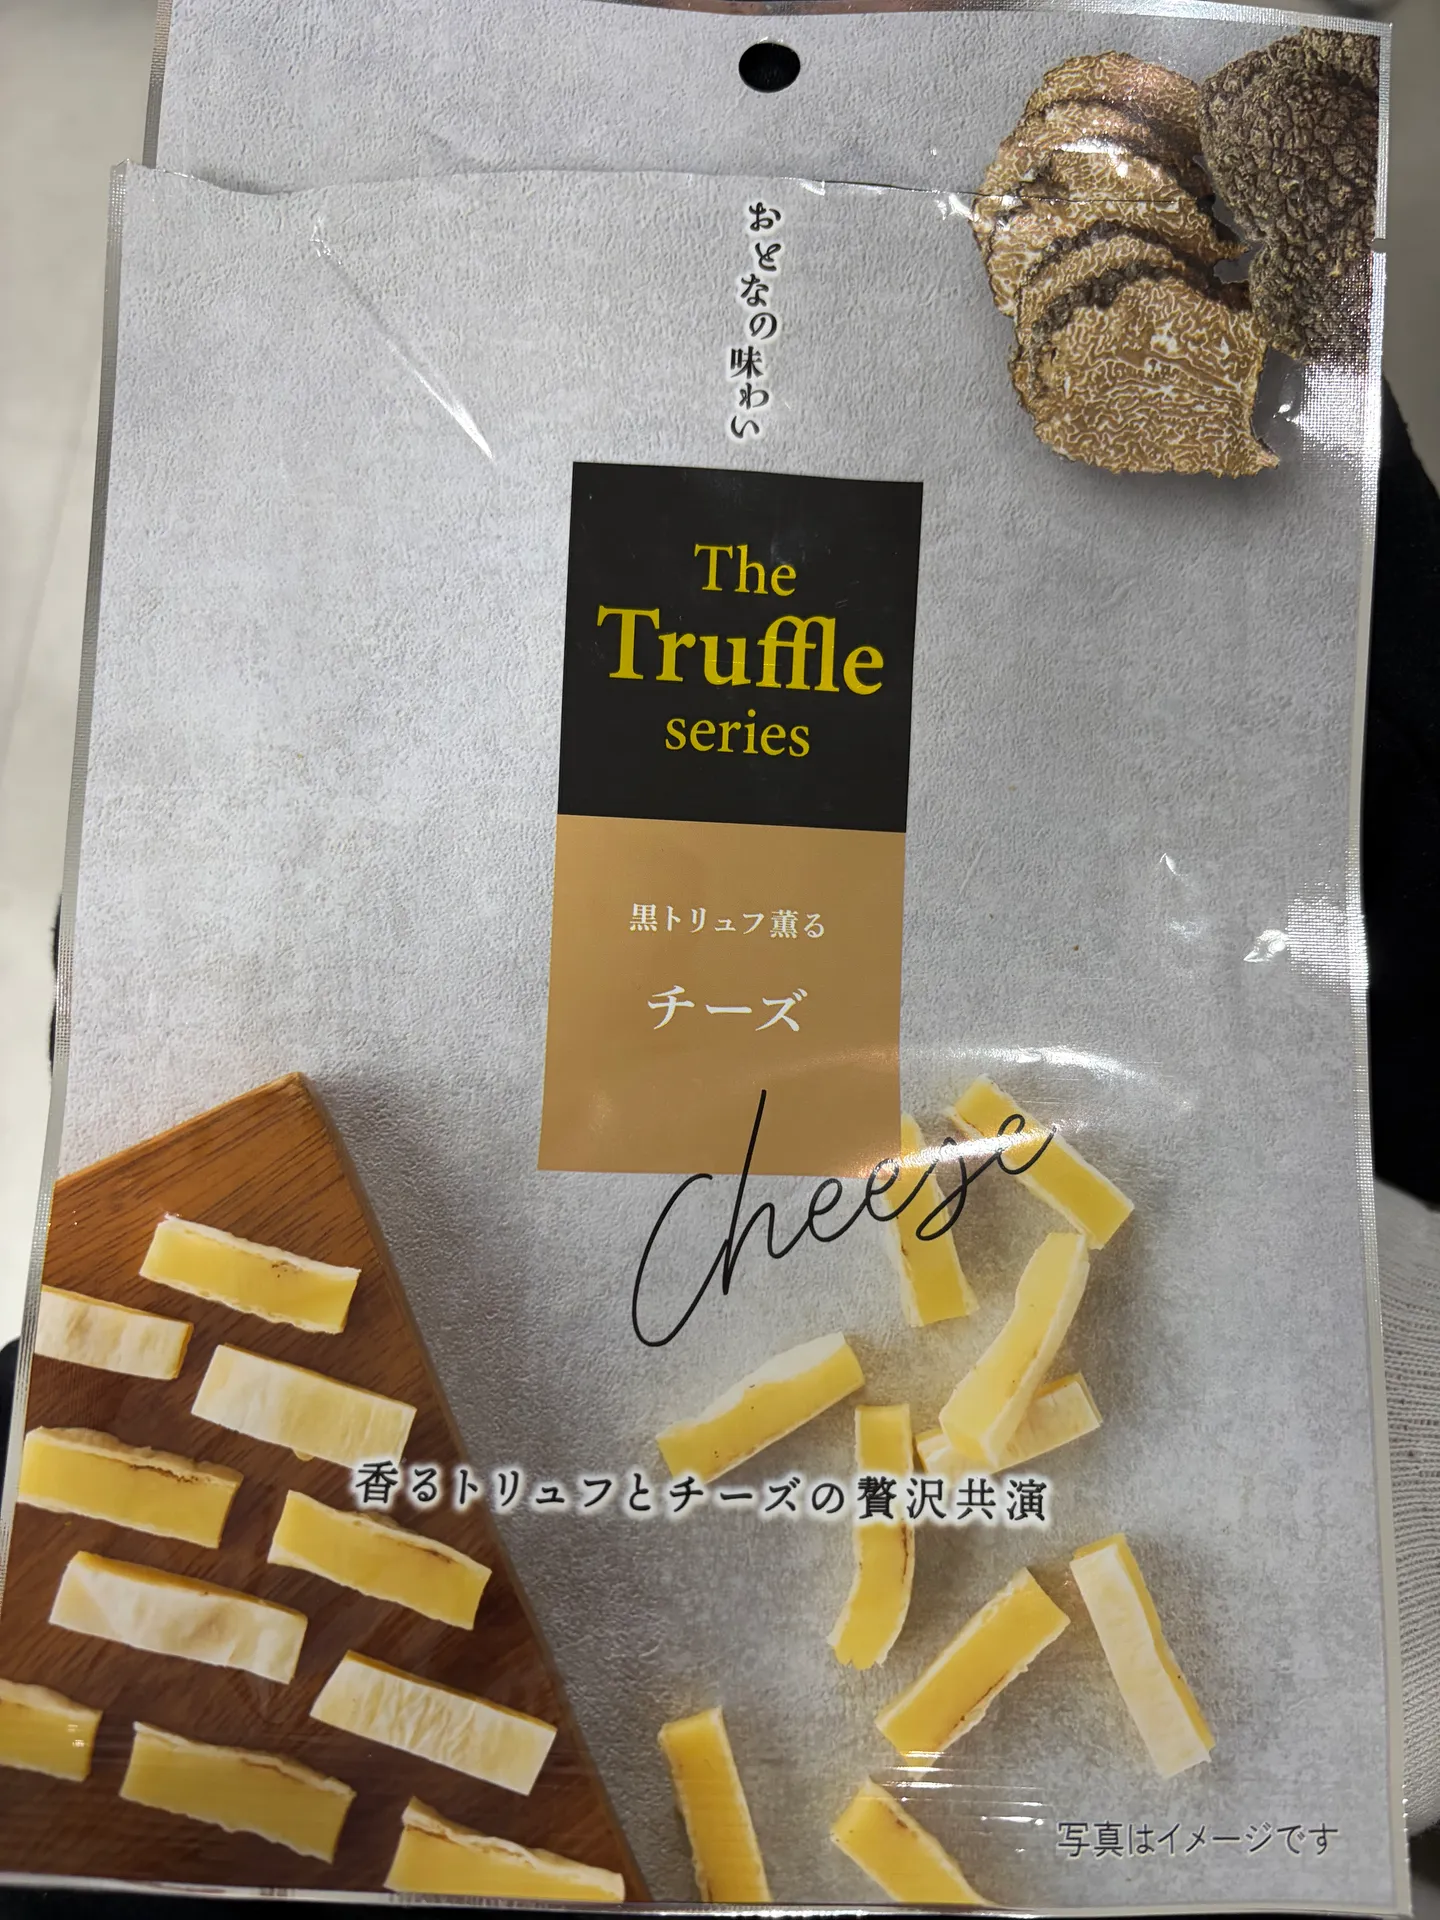 おとなの味わい
The
Truffle
series
黒トリュフ薫る
チーズ
Cheese
香るトリュフとチーズの贅沢共演
写真はイメージです